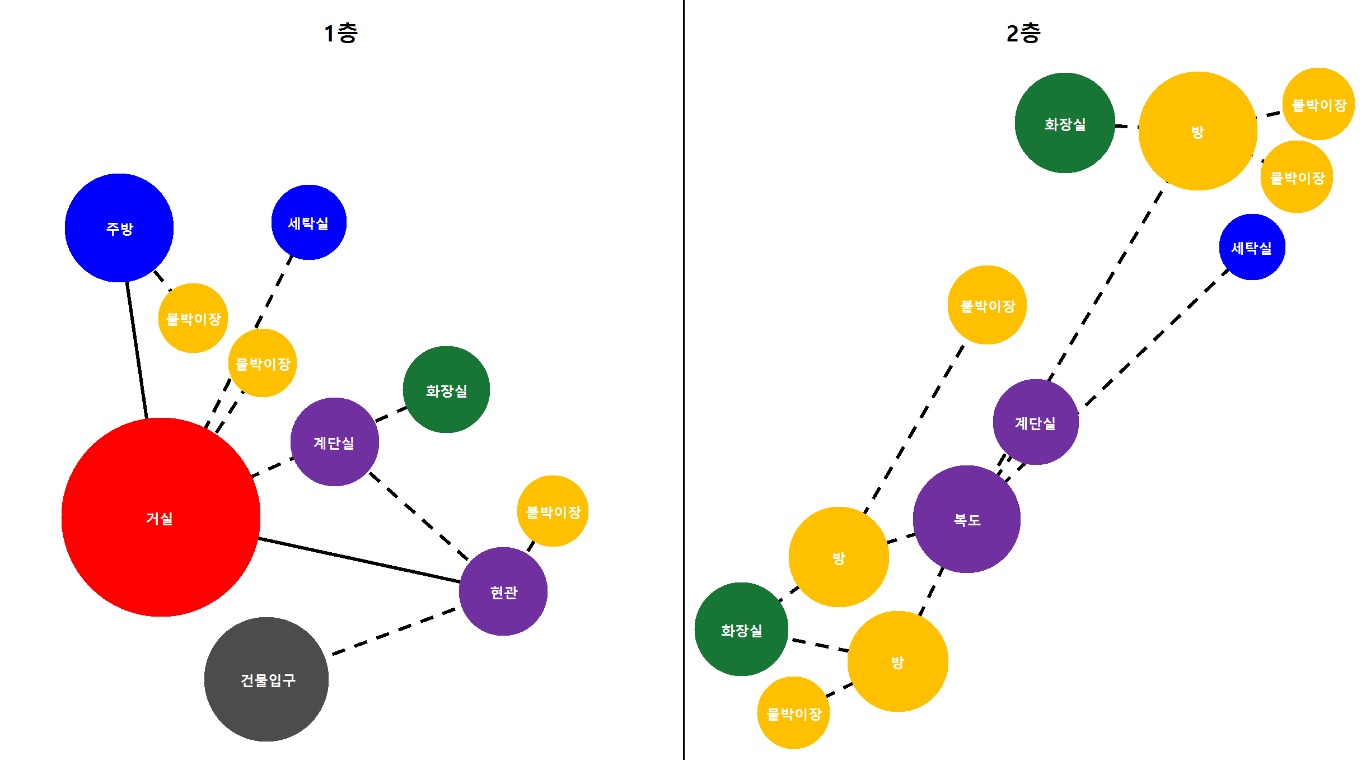 1층
주방
세탁실
붙박이장
붙박이장
화장실
계단실
붙박이장
거실
현관
건물입구
2층
붙박이장
화장실
방
붙박이장
세탁실
붙박이장
계단실
복도
방
화장실
방
붙박이장